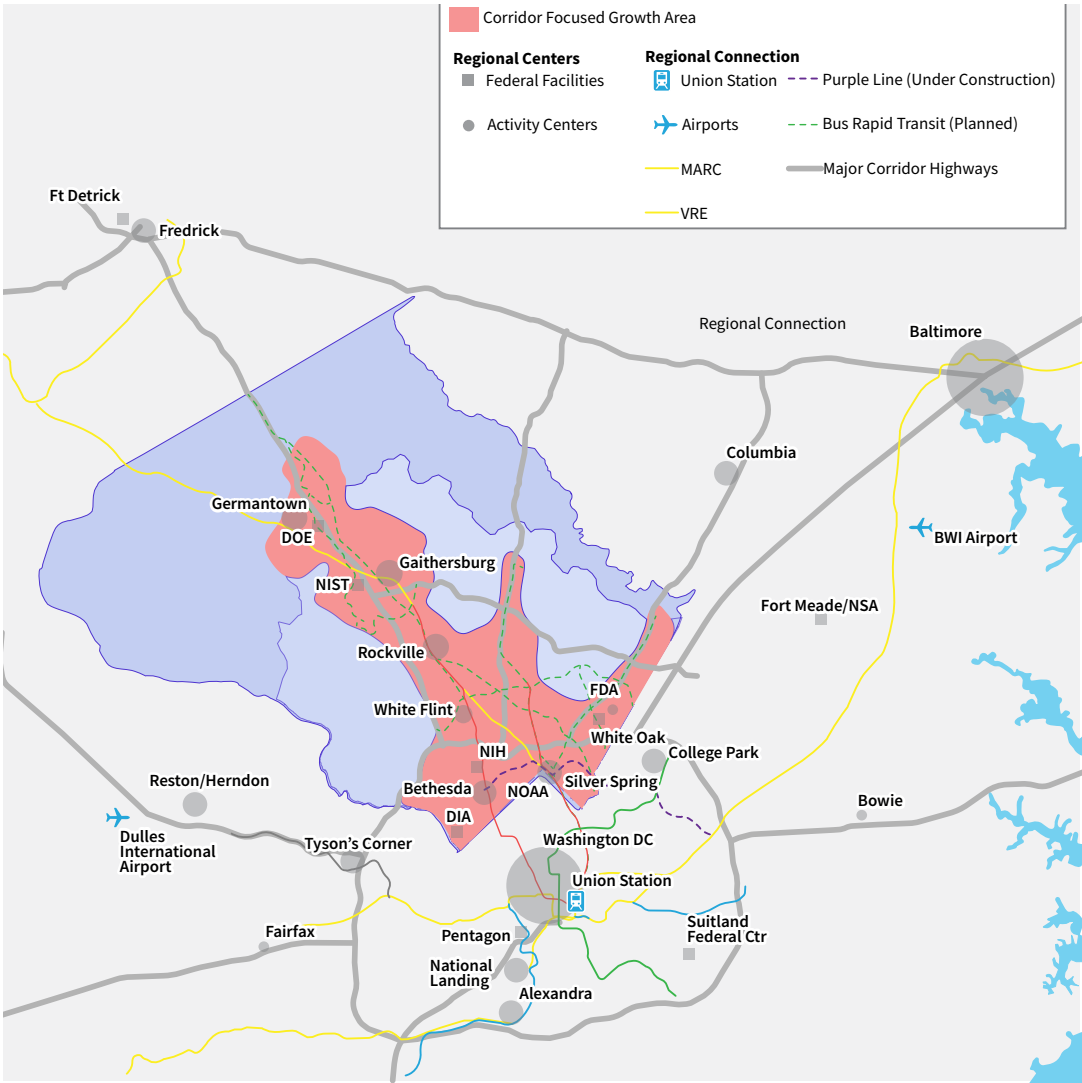 Corridor Focused Growth Area
Regional Centers
Federal Facilities
Activity Centers
Regional Connection
Union Station
Airports
MARC
VRE
Purple Line (Under Construction)
Bus Rapid Transit (Planned)
Major Corridor Highways
Ft Detrick
Fredrick
Regional Connection
Baltimore
Columbia
Germantown
DOE
BWI Airport
Gaithersburg
NIST
Fort Meade/NSA
Rockville
FDA
White Flint
White Oak
NIH
College Park
Reston/Herndon
Bethesda
NOAA
Silver Spring
Bowie
DIA
Dulles
International
Airport
Tyson's Corner
Washington DC
Union Station
Fairfax
Pentagon
Suitland
Federal Ctr
National
Landing
Alexandra